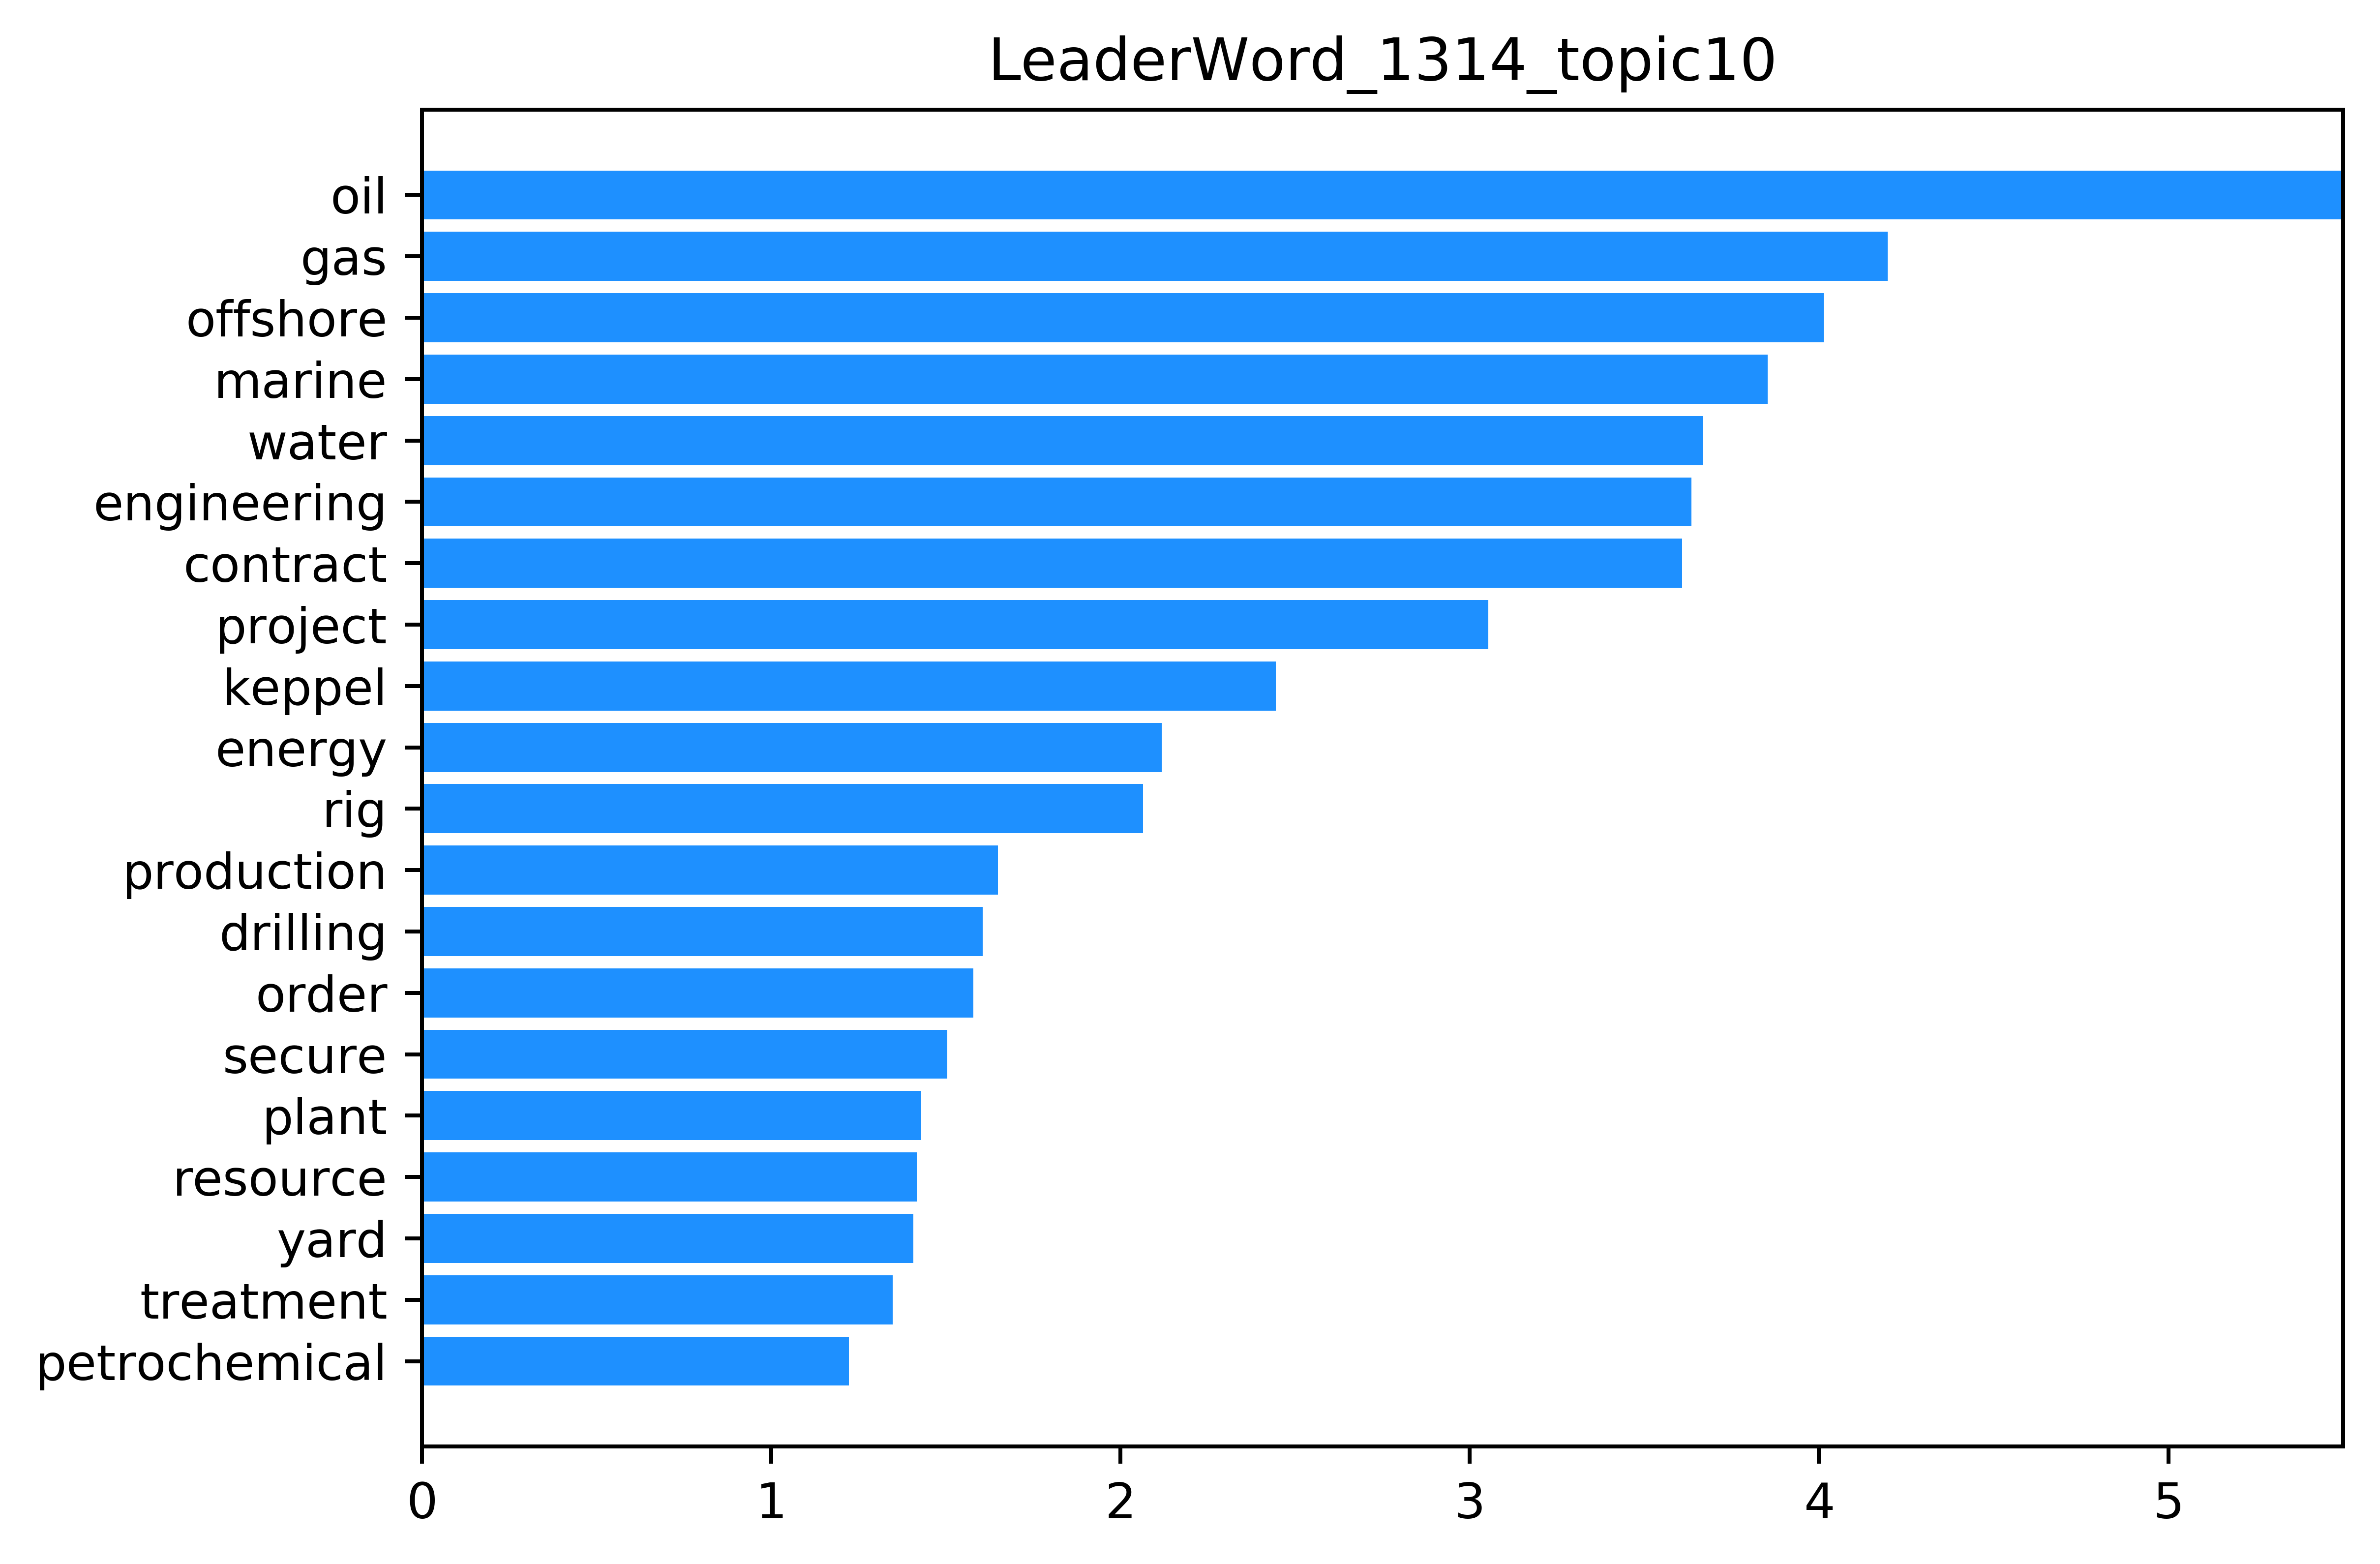 LeaderWord_1314_topic10
oil
gas
offshore
marine
water
engineering
contract
project
keppel
energy
rig
production
drilling
order
secure
plant
resource
yard
treatment
petrochemical
0 1 2 3 4 5